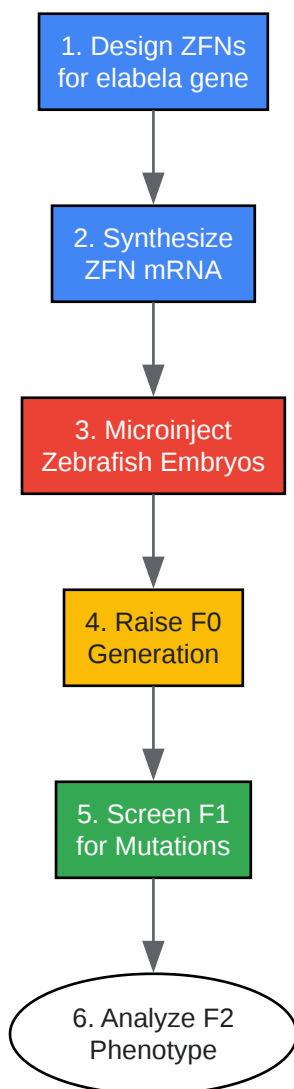 1. Design ZFNs
for elabela gene
2. Synthesize
ZFN mRNA
3. Microinject
Zebrafish Embryos
4. Raise F0
Generation
5. Screen F1
for Mutations
6. Analyze F2
Phenotype